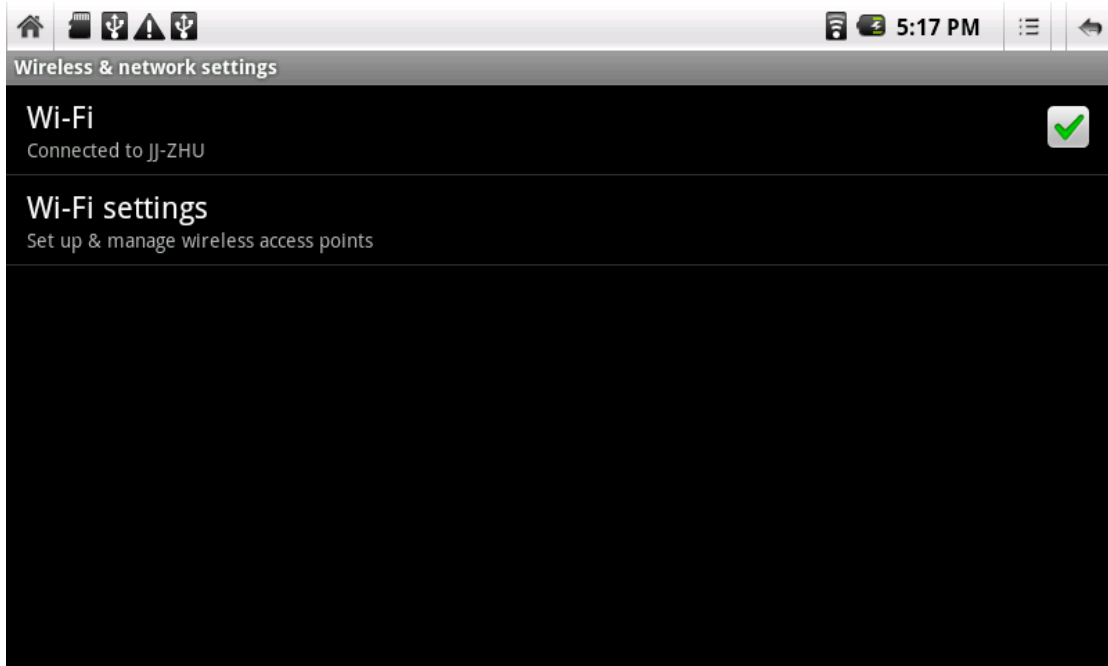 5:17 PM
Wireless & network settings
Wi-Fi
Connected to JJ-ZHU
Wi-Fi settings
Set up & manage wireless access points